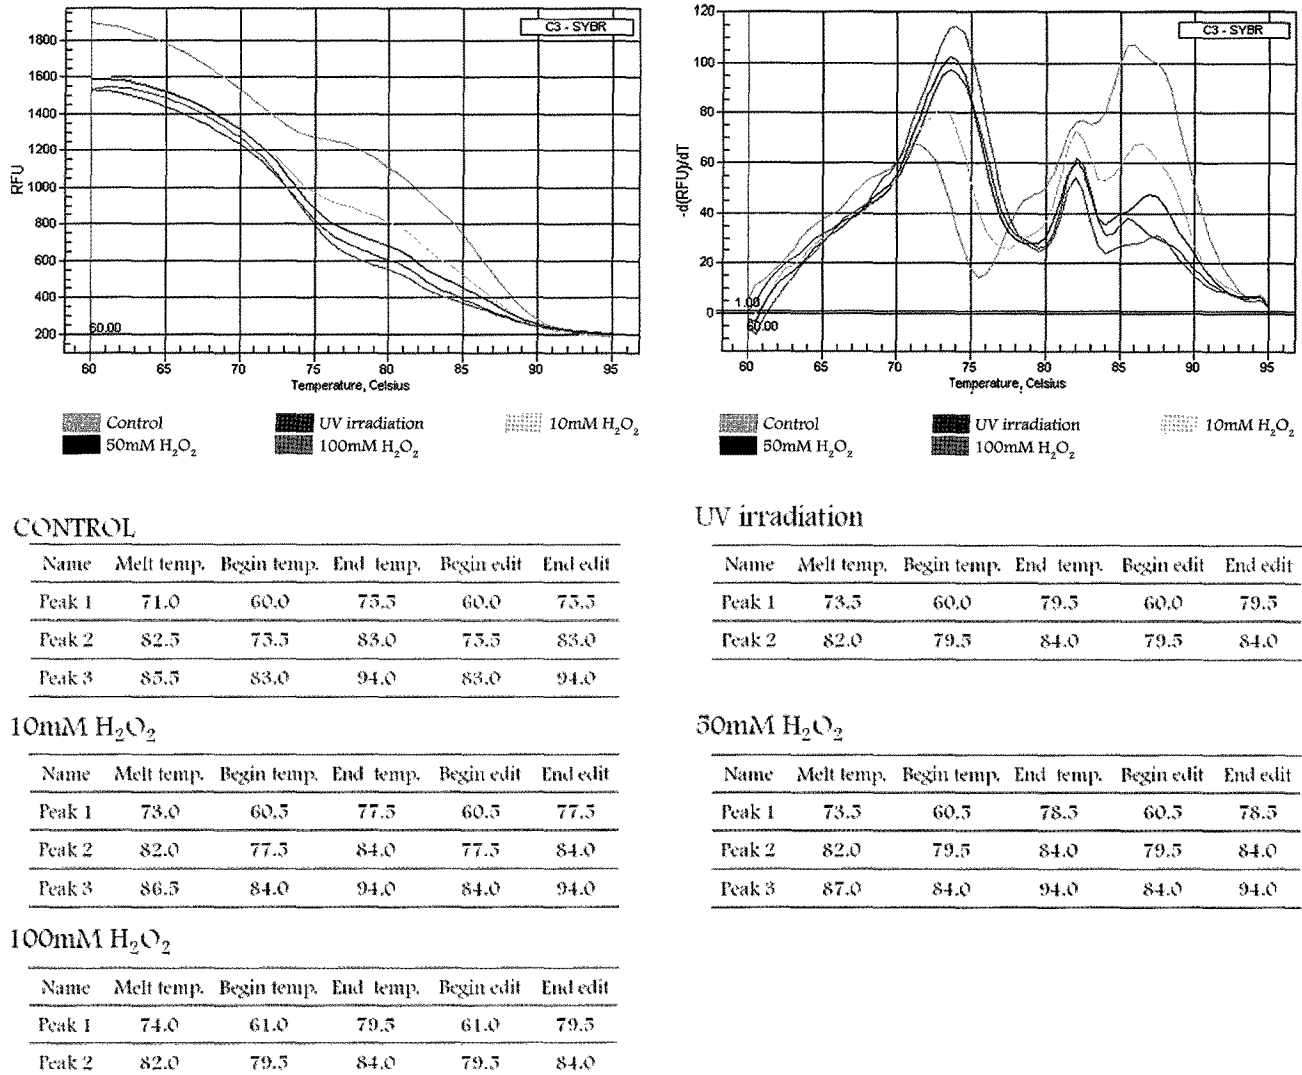 C3 - SYBR
RFU
1800
1600
1400
1200
1000
800
600
400
200
60.00
60 65 70 75 80 85 90 95
Temperature, Celsius
Control UV irradiation 10mM H₂O₂
50mM H₂O₂ 100mM H₂O₂
C3 - SYBR
-d(RFU)/dT
120
100
80
60
40
20
0
1.00
60.00
60 65 70 75 80 85 90 95
Temperature, Celsius
Control UV irradiation 10mM H₂O₂
50mM H₂O₂ 100mM H₂O₂
CONTROL
Name Melt temp. Begin temp. End temp. Begin edit End edit
Peak 1 71.0 60.0 75.5 60.0 75.5
Peak 2 82.5 75.5 83.0 75.5 83.0
Peak 3 85.5 83.0 94.0 83.0 94.0
UV irradiation
Name Melt temp. Begin temp. End temp. Begin edit End edit
Peak 1 73.5 60.0 79.5 60.0 79.5
Peak 2 82.0 79.5 84.0 79.5 84.0
10mM H₂O₂
Name Melt temp. Begin temp. End temp. Begin edit End edit
Peak 1 73.0 60.5 77.5 60.5 77.5
Peak 2 82.0 77.5 84.0 77.5 84.0
Peak 3 86.5 84.0 94.0 84.0 94.0
50mM H₂O₂
Name Melt temp. Begin temp. End temp. Begin edit End edit
Peak 1 73.5 60.5 78.5 60.5 78.5
Peak 2 82.0 79.5 84.0 79.5 84.0
Peak 3 87.0 84.0 94.0 84.0 94.0
100mM H₂O₂
Name Melt temp. Begin temp. End temp. Begin edit End edit
Peak 1 74.0 61.0 79.5 61.0 79.5
Peak 2 82.0 79.5 84.0 79.5 84.0